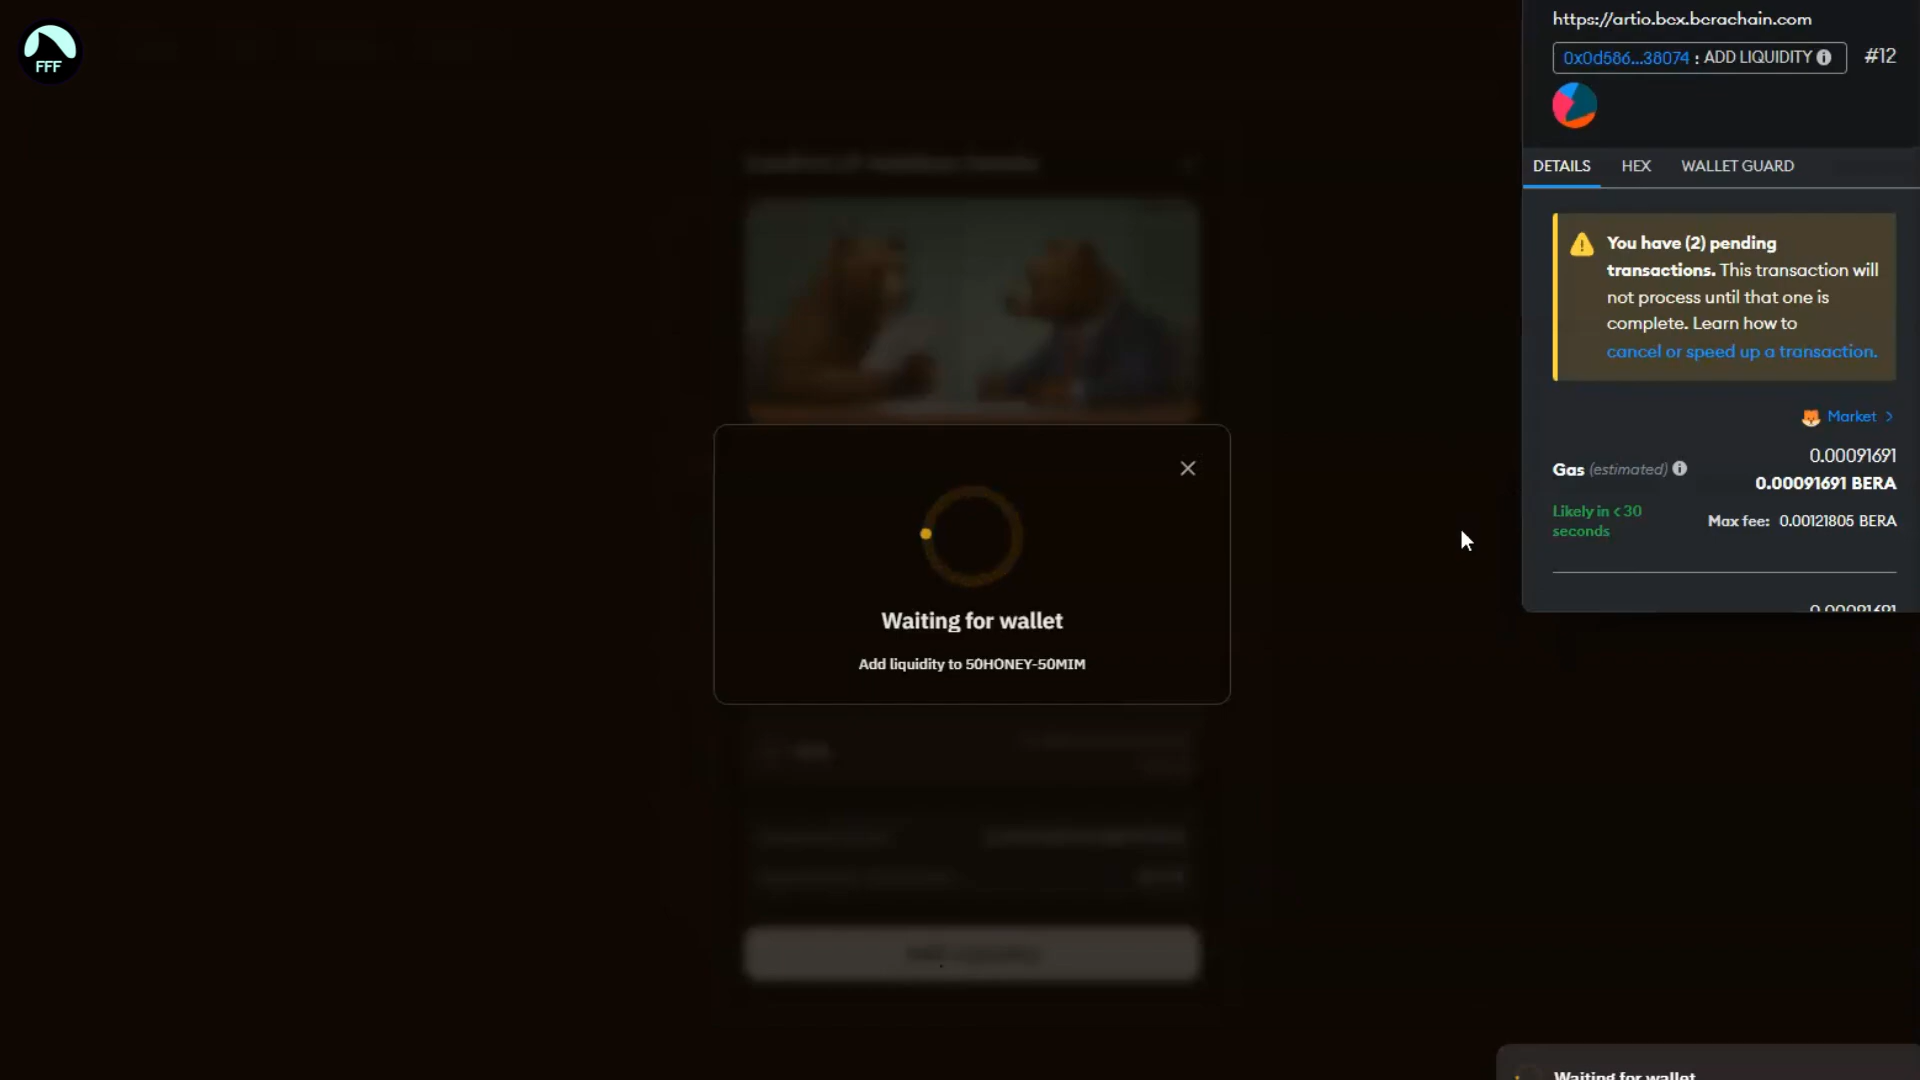 FFF
https://artio.bex.berachain.com
0x0d586...38074 : ADD LIQUIDITY
#12
DETAILS
HEX
WALLET GUARD
You have (2) pending
transactions. This transaction will
not process until that one is
complete. Learn how to
cancel or speed up a transaction.
Market >
0.00091691
Gas (estimated)
0.00091691 BERA
Likely in < 30
seconds
Max fee: 0.00121805 BERA
0.00091691
Waiting for wallet
Add liquidity to 50HONEY-50MIM
Waiting for wallet